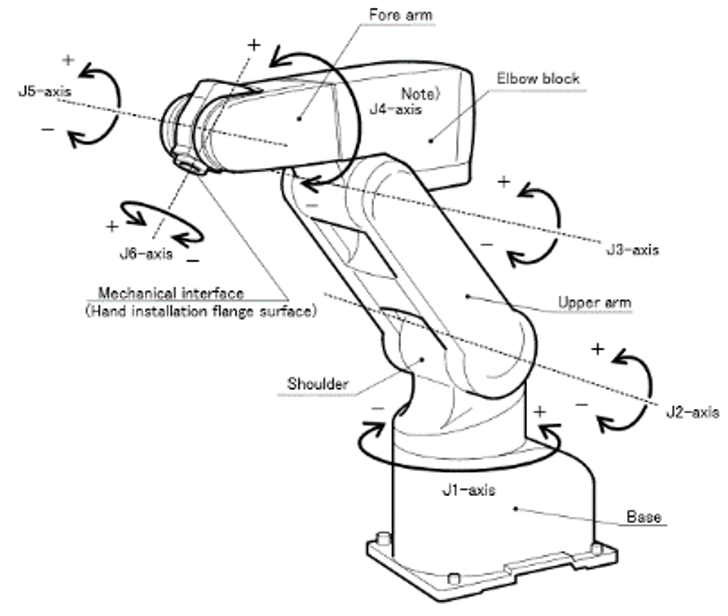 Fore arm
+
Elbow block
+
J5-axis
Note)
J4-axis
−
+
−
+
−
J3-axis
J6-axis
−
Mechanical interface
(Hand installation flange surface)
Upper arm
+
Shoulder
−
+
−
J2-axis
J1-axis
Base